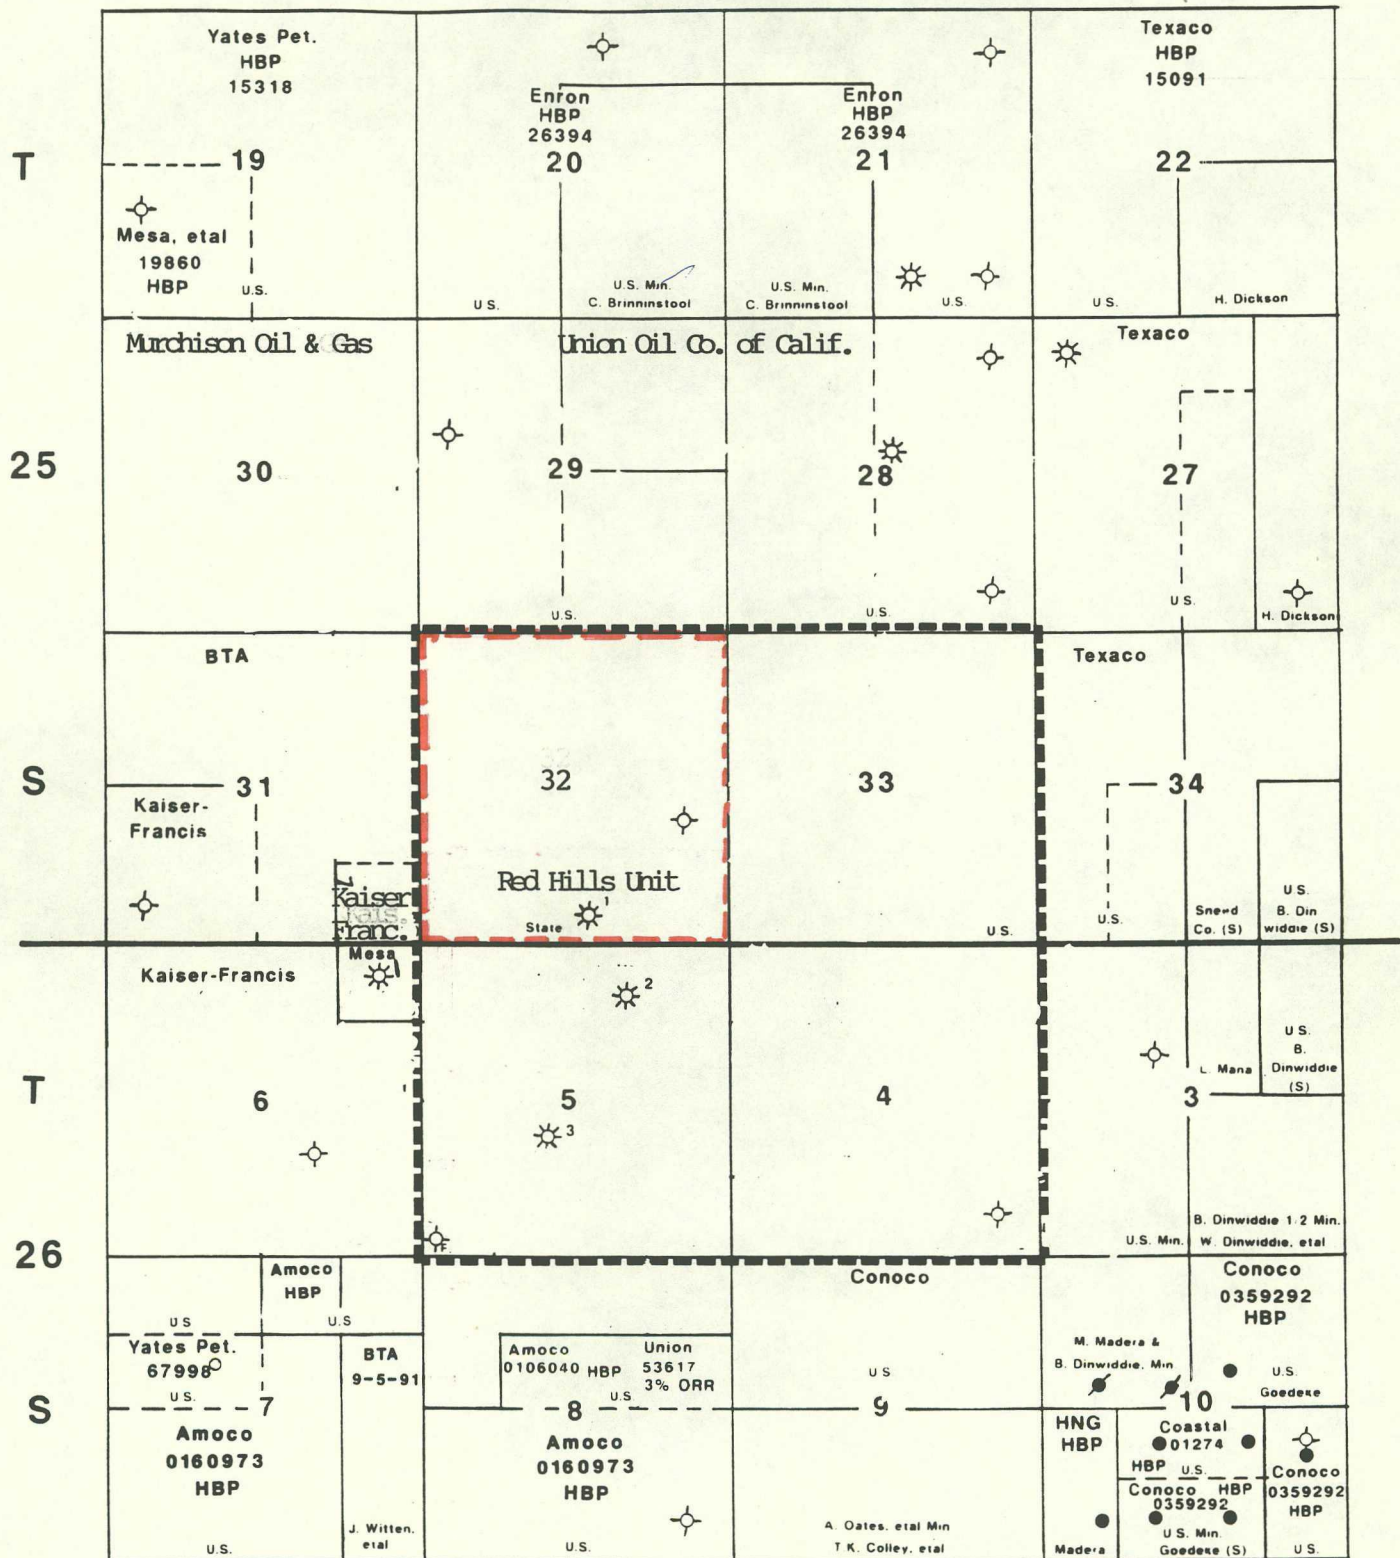 Yates Pet.
HBP
15318
Enron
HBP
26394
Enron
HBP
26394
Texaco
HBP
15091
T
19
20
21
22
Mesa, etal
19860
HBP
U.S.
U.S.
U.S. Min.
C. Brinninstool
U.S. Min.
C. Brinninstool
U.S.
U.S.
H. Dickson
Murchison Oil & Gas
Union Oil Co. of Calif.
Texaco
25
30
29
28
27
U.S.
U.S.
U.S.
H. Dickson
BTA
Texaco
S
31
32
33
34
Kaiser-
Francis
Kaiser
Franc.
Red Hills Unit
1
State
U.S.
U.S.
Sneed
Co. (S)
U.S.
B. Din
widdie (S)
Kaiser-Francis
Mesa
1
2
T
6
5
4
3
3
L. Mana
U.S.
B.
Dinwiddie
(S)
F
26
B. Dinwiddie 1/2 Min.
U.S. Min.
W. Dinwiddie, etal
Amoco
HBP
US
U.S
Conoco
Conoco
0359292
HBP
Yates Pet.
67998
U.S.
BTA
9-5-91
Amoco
0106040 HBP
Union
53617
3% ORR
U.S
US
M. Madera &
B. Dinwiddie, Min
U.S.
Goedeke
S
7
8
9
10
Amoco
0160973
HBP
Amoco
0160973
HBP
HNG
HBP
Coastal
01274
HBP U.S.
Conoco HBP
0359292
U.S. Min.
Goedeke (S)
Conoco
0359292
HBP
J. Witten,
etal
U.S.
U.S.
A. Oates, etal Min
T.K. Colley, etal
Madera
U.S.